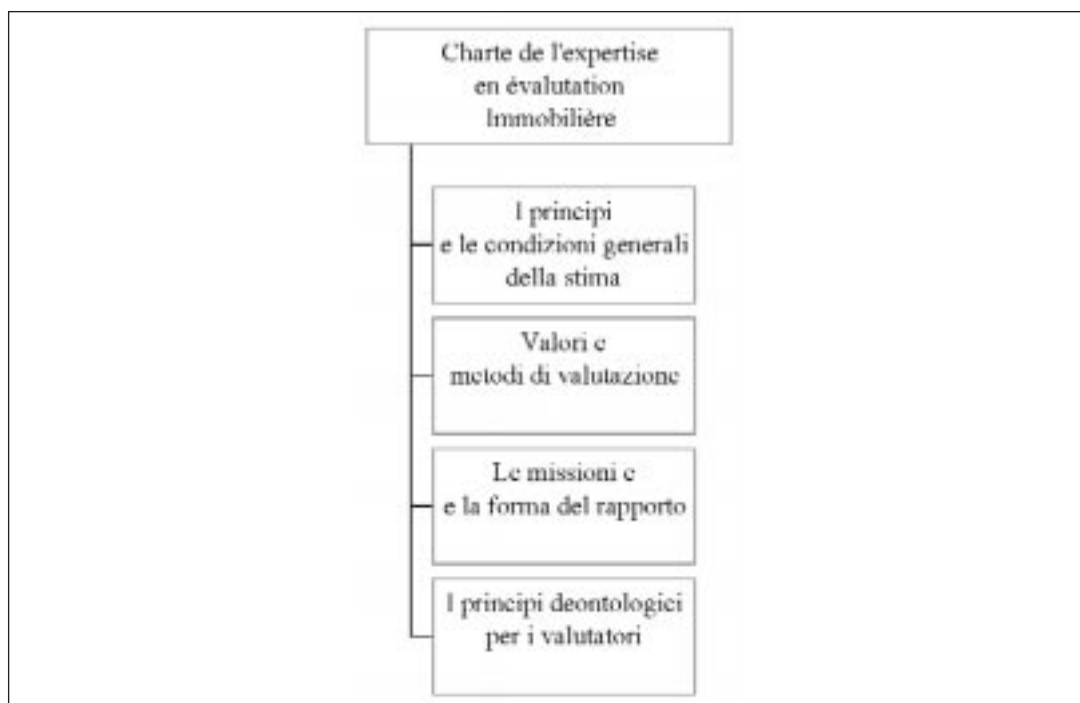 Charte de l'expertise
en évalutation
Immobilière
I principi
e le condizioni generali
della stima
Valori e
metodi di valutazione
Le missioni e
e la forma del rapporto
I principi deontologici
per i valutatori